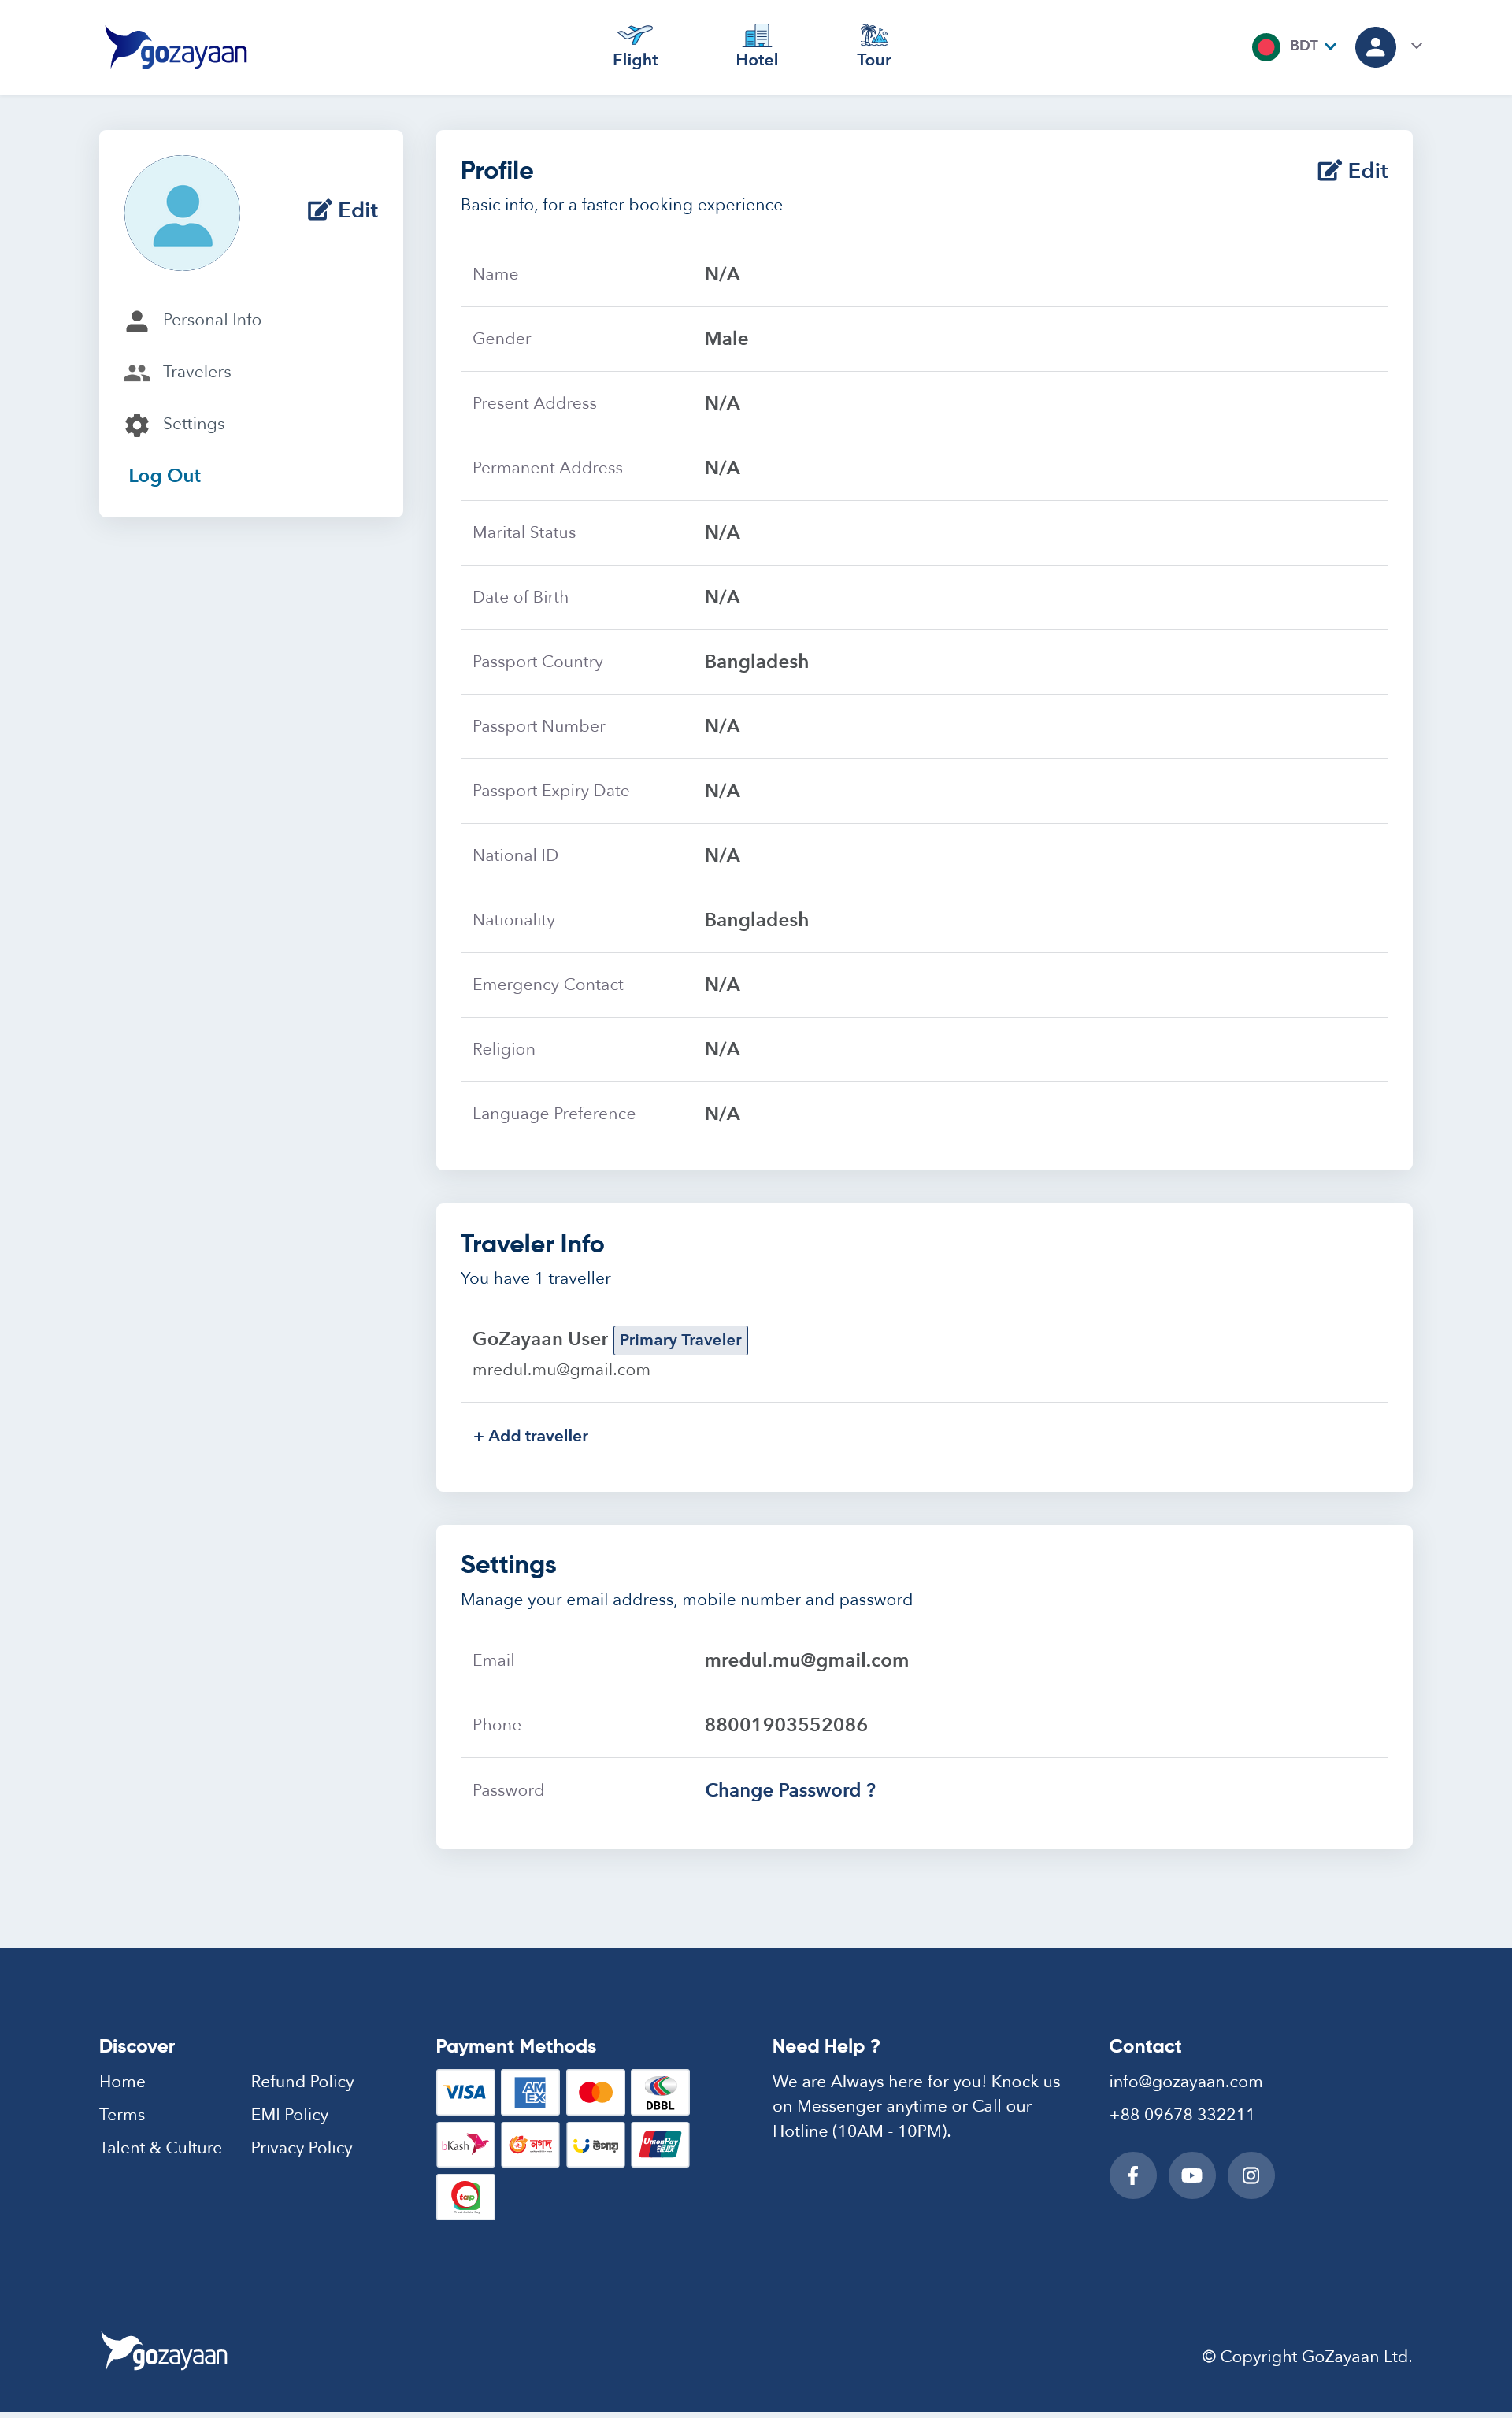 gozayaan
Flight
Hotel
Tour
BDT
Edit
Personal Info
Travelers
Settings
Log Out
Profile
Edit
Basic info, for a faster booking experience
Name N/A
Gender Male
Present Address N/A
Permanent Address N/A
Marital Status N/A
Date of Birth N/A
Passport Country Bangladesh
Passport Number N/A
Passport Expiry Date N/A
National ID N/A
Nationality Bangladesh
Emergency Contact N/A
Religion N/A
Language Preference N/A
Traveler Info
You have 1 traveller
GoZayaan User Primary Traveler
mredul.mu@gmail.com
+ Add traveller
Settings
Manage your email address, mobile number and password
Email mredul.mu@gmail.com
Phone 88001903552086
Password Change Password ?
Discover
Home
Terms
Talent & Culture
Refund Policy
EMI Policy
Privacy Policy
Payment Methods
VISA
AM
EX
DBBL
bKash
নগদ
উপায়
UnionPay
银联
tap
Need Help ?
We are Always here for you! Knock us
on Messenger anytime or Call our
Hotline (10AM - 10PM).
Contact
info@gozayaan.com
+88 09678 332211
gozayaan
© Copyright GoZayaan Ltd.